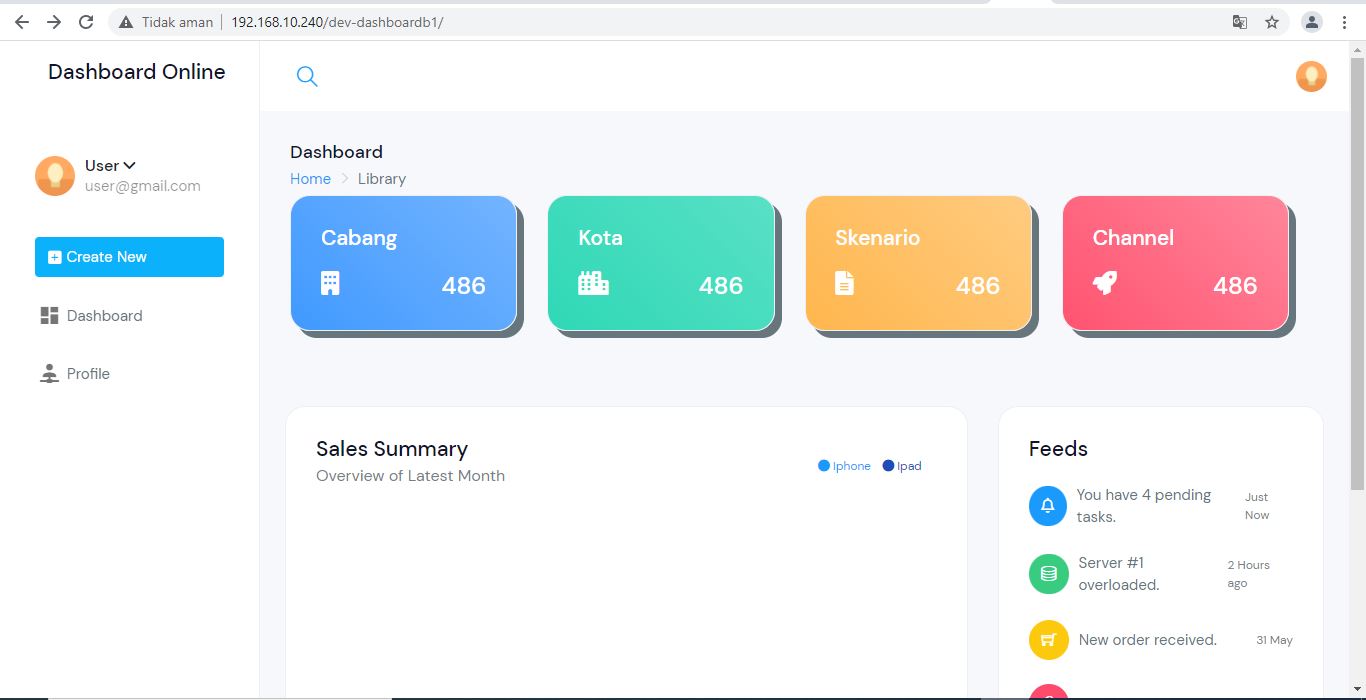 Tidak aman
192.168.10.240/dev-dashboardb1/
Dashboard Online
User
user@gmail.com
Create New
Dashboard
Profile
Dashboard
Home
Library
Cabang
486
Kota
486
Skenario
486
Channel
486
Sales Summary
Overview of Latest Month
Iphone
Ipad
Feeds
You have 4 pending
tasks.
Just
Now
Server #1
overloaded.
2 Hours
ago
New order received.
31 May